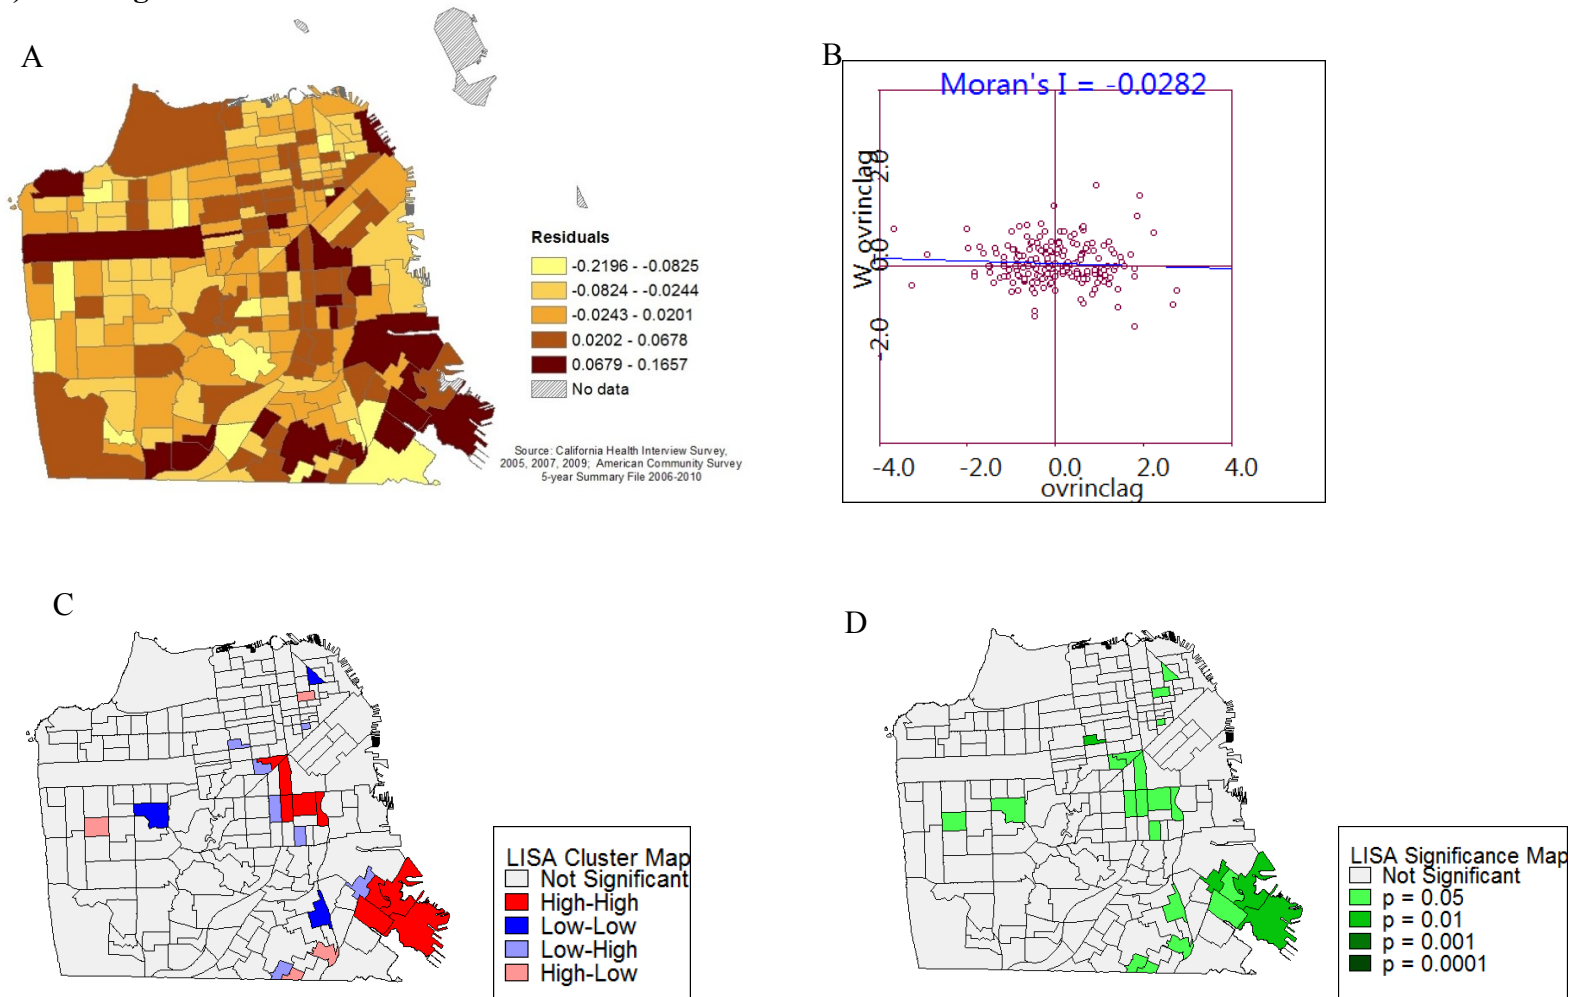 A
Residuals
-0.2196 - -0.0825
-0.0824 - -0.0244
-0.0243 - 0.0201
0.0202 - 0.0678
0.0679 - 0.1657
No data
Source: California Health Interview Survey,
2005, 2007, 2009; American Community Survey
5-year Summary File 2006-2010
B
Moran's I = -0.0282
W_ovrinclag
2.0
0.0
-2.0
-4.0 -2.0 0.0 2.0 4.0
ovrinclag
C
LISA Cluster Map
Not Significant
High-High
Low-Low
Low-High
High-Low
D
LISA Significance Map
Not Significant
p = 0.05
p = 0.01
p = 0.001
p = 0.0001